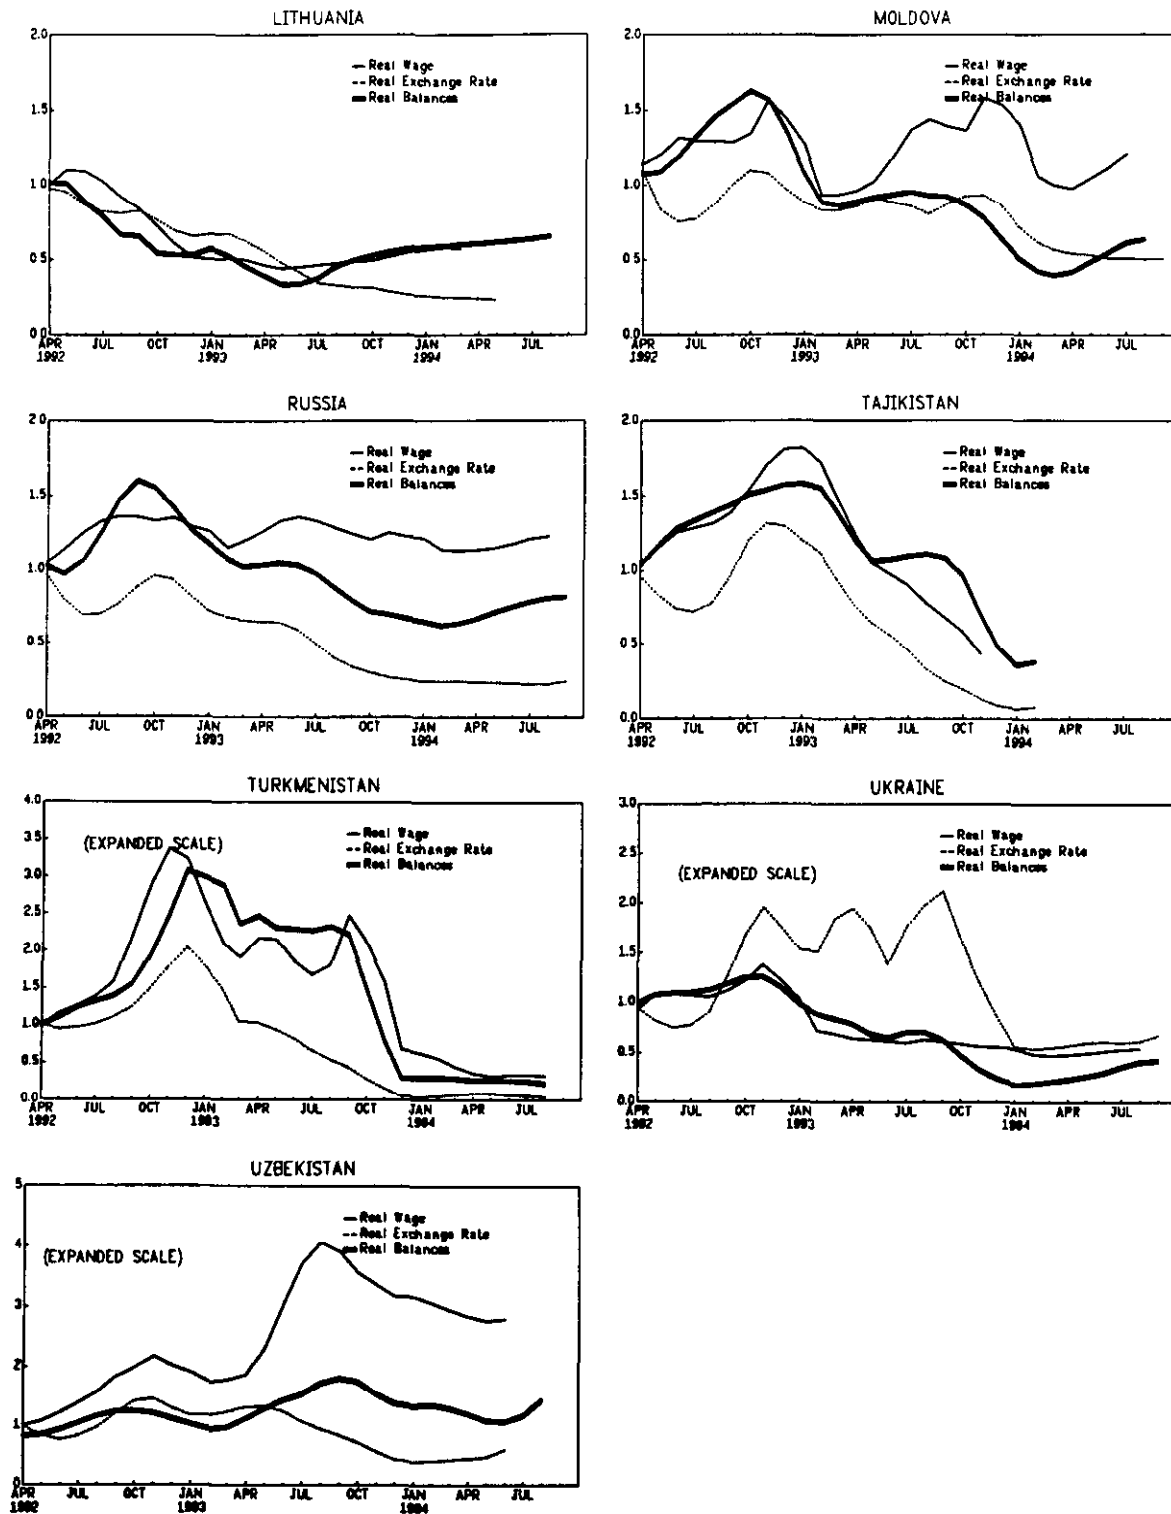 LITHUANIA
2.0
Real Wage
Real Exchange Rate
Real Balances
1.5
1.0
0.5
0.0
APR JUL OCT JAN APR JUL OCT JAN APR JUL
1992 1993 1994
MOLDOVA
2.0
Real Wage
Real Exchange Rate
Real Balances
1.5
1.0
0.5
0.0
APR JUL OCT JAN APR JUL OCT JAN APR JUL
1992 1993 1994
RUSSIA
2.0
Real Wage
Real Exchange Rate
Real Balances
1.5
1.0
0.5
0.0
APR JUL OCT JAN APR JUL OCT JAN APR JUL
1992 1993 1994
TAJIKISTAN
2.0
Real Wage
Real Exchange Rate
Real Balances
1.5
1.0
0.5
0.0
APR JUL OCT JAN APR JUL OCT JAN APR JUL
1992 1993 1994
TURKMENISTAN
4.0
(EXPANDED SCALE)
Real Wage
Real Exchange Rate
Real Balances
3.5
3.0
2.5
2.0
1.5
1.0
0.5
0.0
APR JUL OCT JAN APR JUL OCT JAN APR JUL
1992 1993 1994
UKRAINE
3.0
Real Wage
Real Exchange Rate
Real Balances
2.5
(EXPANDED SCALE)
2.0
1.5
1.0
0.5
0.0
APR JUL OCT JAN APR JUL OCT JAN APR JUL
1992 1993 1994
UZBEKISTAN
5
Real Wage
Real Exchange Rate
Real Balances
(EXPANDED SCALE)
4
3
2
1
0
APR JUL OCT JAN APR JUL OCT JAN APR JUL
1992 1993 1994